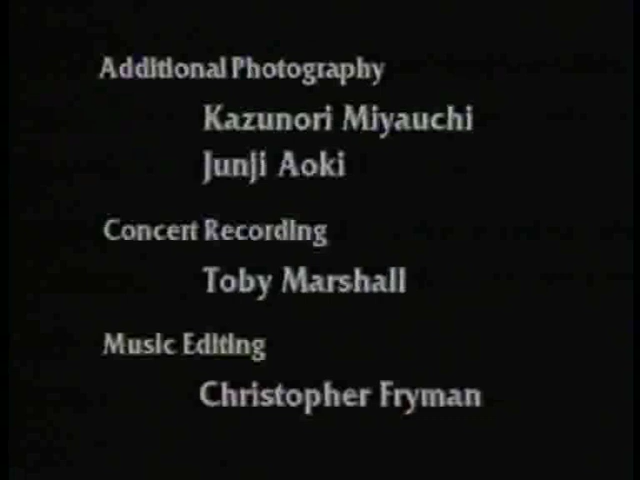 Additional Photography
Kazunori Miyauchi
Junji Aoki
Concert Recording
Toby Marshall
Music Editing
Christopher Fryman